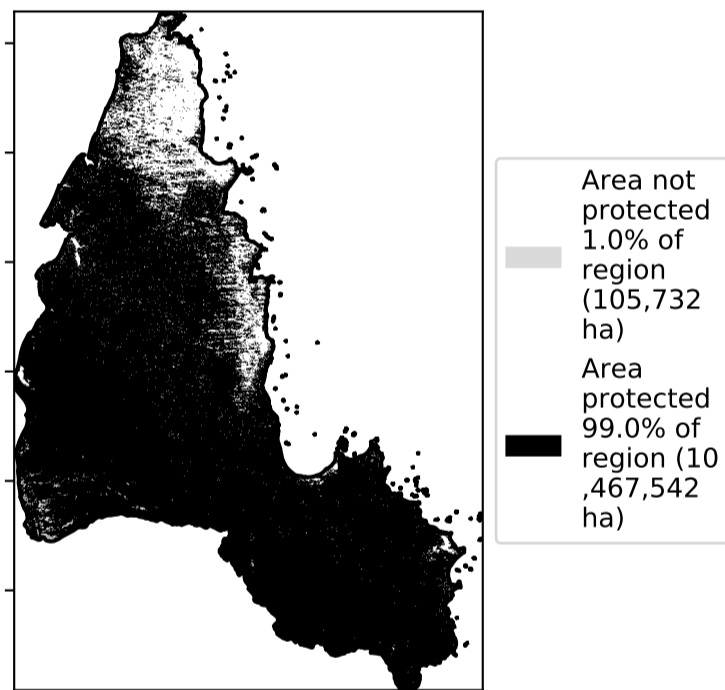 Area not
protected
1.0% of
region
(105,732
ha)
Area
protected
99.0% of
region (10
,467,542
ha)